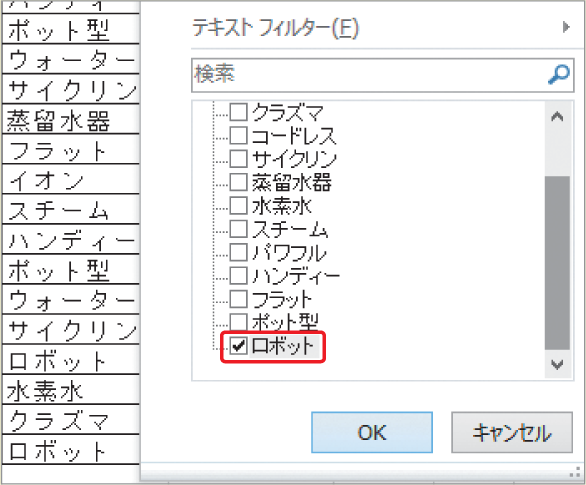 ハンディ
ポット型
ウォーター
サイクリン
蒸留水器
フラット
イオン
スチーム
ハンディー
ポット型
ウォーター
サイクリン
ロボット
水素水
クラズマ
ロボット
テキスト フィルター(F)
検索
クラズマ
コードレス
サイクリン
蒸留水器
水素水
スチーム
パワフル
ハンディー
フラット
ポット型
ロボット
OK
キャンセル